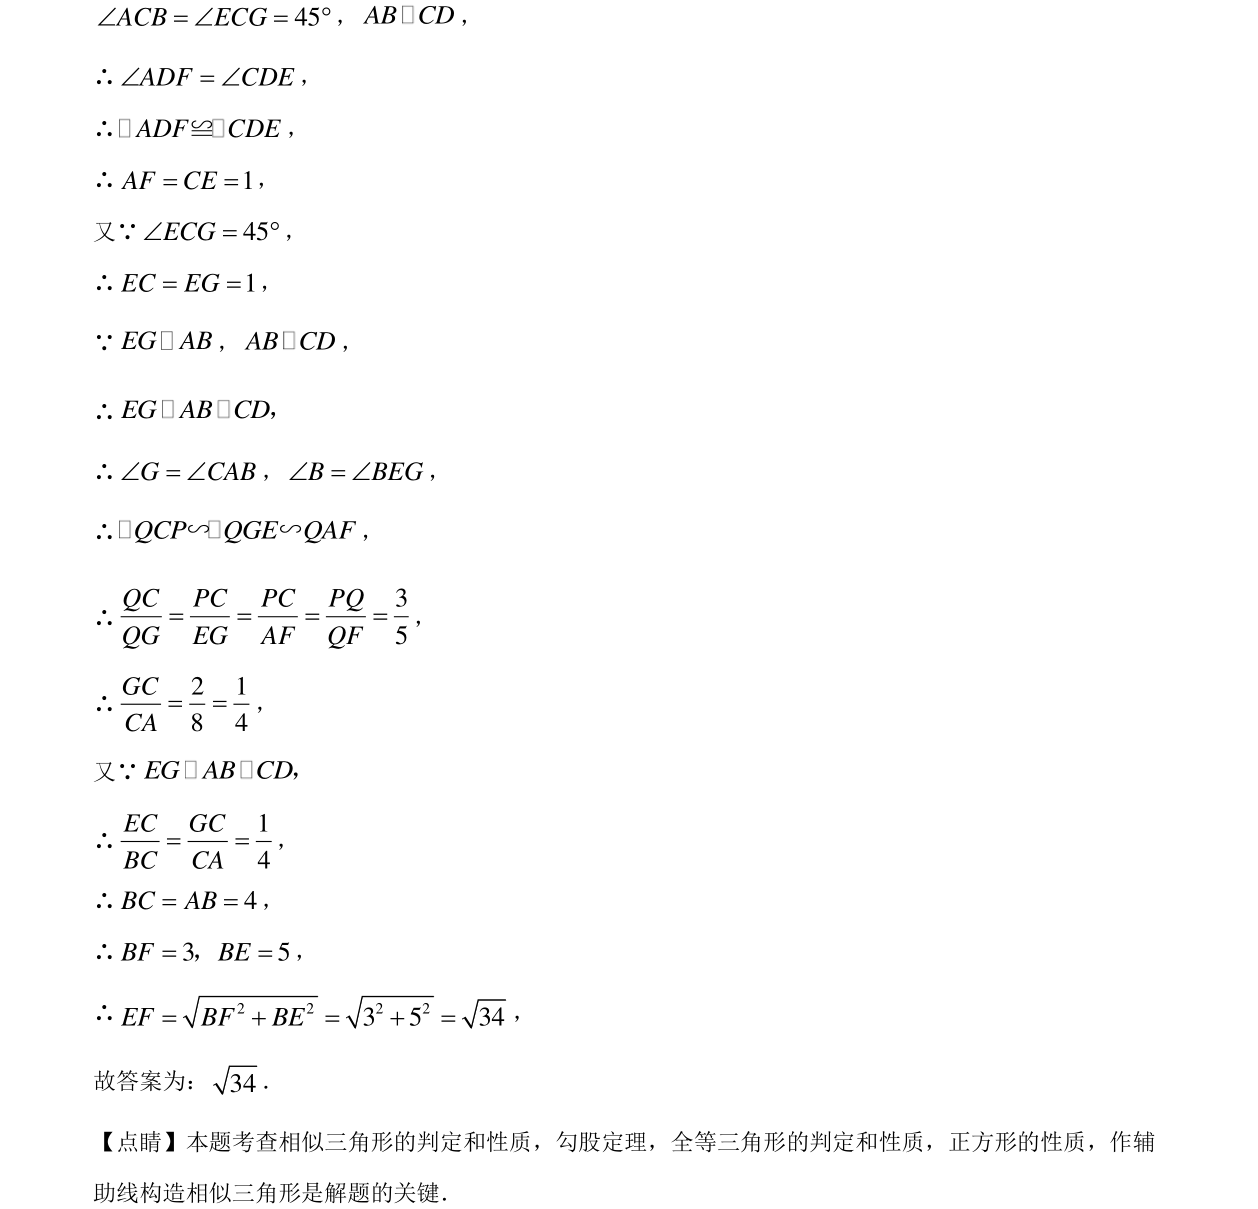 ∠ACB = ∠ECG = 45°，AB□CD，
∴∠ADF = ∠CDE，
∴□ADF≌□CDE，
∴AF = CE = 1，
又∵∠ECG = 45°，
∴EC = EG = 1，
∵EG□AB，AB□CD，
∴EG□AB□CD，
∴∠G = ∠CAB，∠B = ∠BEG，
∴□QCP∽□QGE∽QAF，
∴QC/QG = PC/EG = PC/AF = PQ/QF = 3/5，
∴GC/CA = 2/8 = 1/4，
又∵EG□AB□CD，
∴EC/BC = GC/CA = 1/4，
∴BC = AB = 4，
∴BF = 3，BE = 5，
∴EF = √(BF² + BE²) = √(3² + 5²) = √34，
故答案为：√34．
【点睛】本题考查相似三角形的判定和性质，勾股定理，全等三角形的判定和性质，正方形的性质，作辅
助线构造相似三角形是解题的关键．